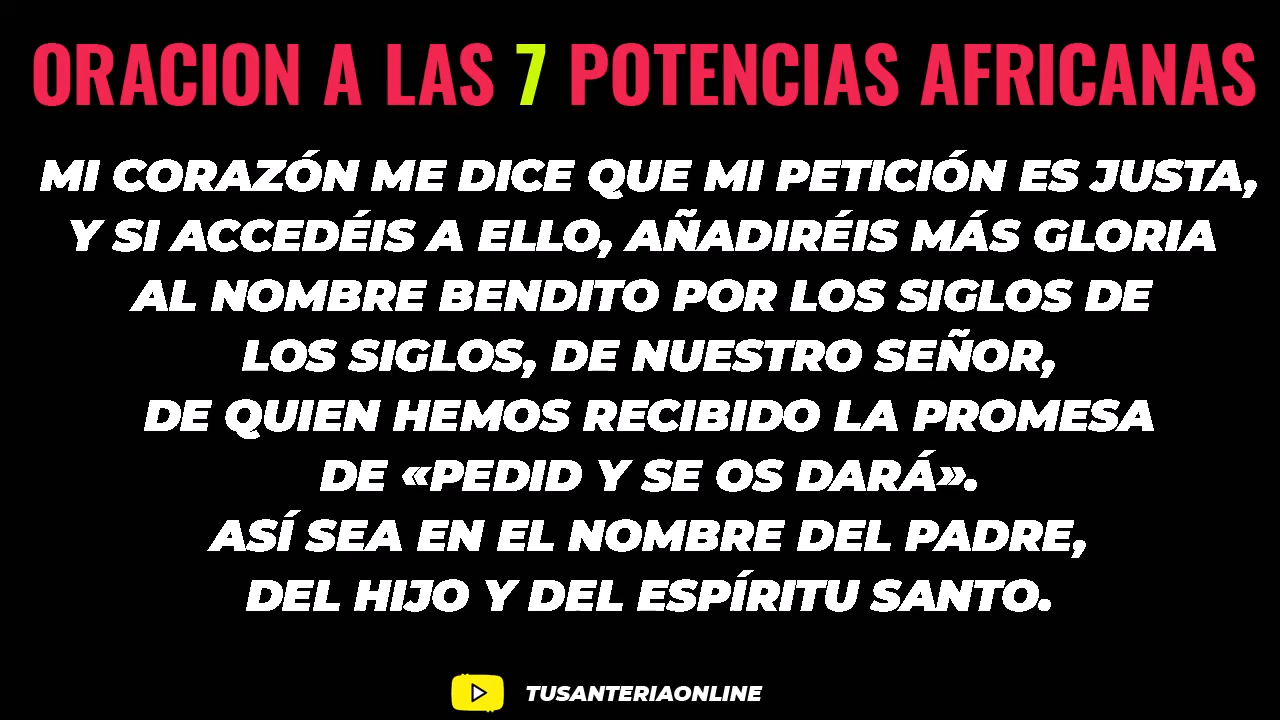 ORACION A LAS 7 POTENCIAS AFRICANAS
MI CORAZÓN ME DICE QUE MI PETICIÓN ES JUSTA,
Y SI ACCEDÉIS A ELLO, AÑADIRÉIS MÁS GLORIA
AL NOMBRE BENDITO POR LOS SIGLOS DE
LOS SIGLOS, DE NUESTRO SEÑOR,
DE QUIEN HEMOS RECIBIDO LA PROMESA
DE «PEDID Y SE OS DARÁ».
ASÍ SEA EN EL NOMBRE DEL PADRE,
DEL HIJO Y DEL ESPÍRITU SANTO.
TUSANTERIAONLINE